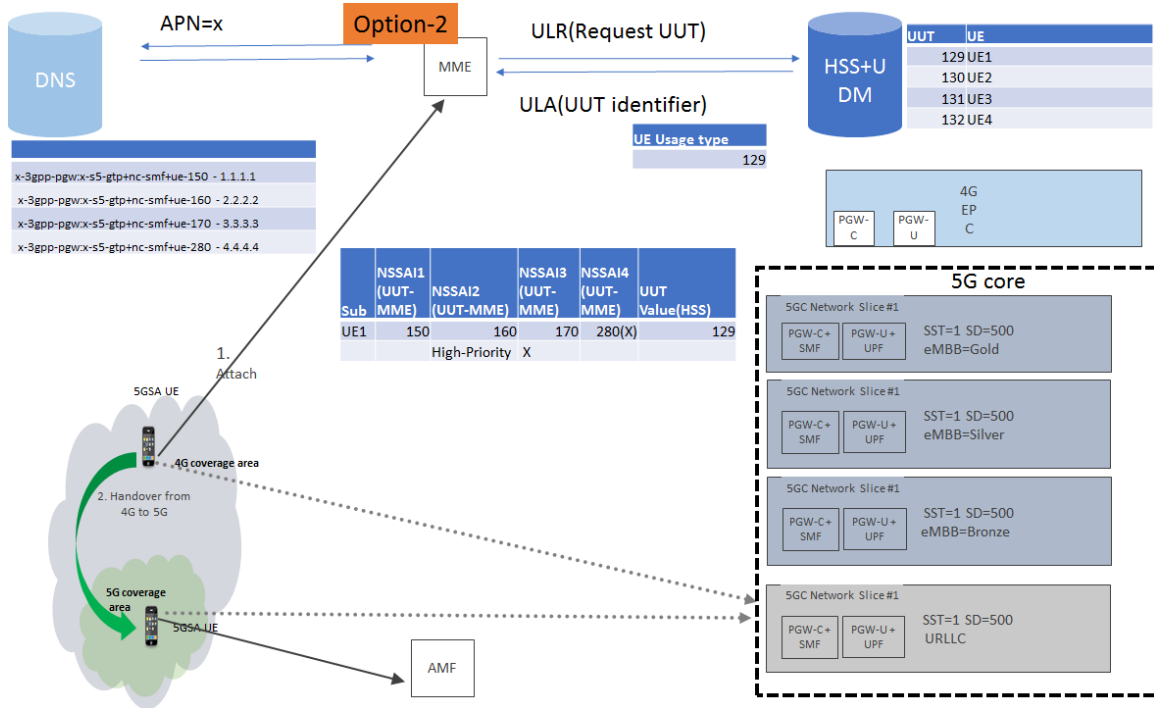 APN=x
Option-2
ULR(Request UUT)
DNS
MME
HSS+U
DM
UUT UE
129 UE1
130 UE2
131 UE3
132 UE4
ULA(UUT identifier)
UE Usage type
129
x-3gpp-pgw:x-s5-gtp+nc-smf+ue-150 - 1.1.1.1
x-3gpp-pgw:x-s5-gtp+nc-smf+ue-160 - 2.2.2.2
x-3gpp-pgw:x-s5-gtp+nc-smf+ue-170 - 3.3.3.3
x-3gpp-pgw:x-s5-gtp+nc-smf+ue-280 - 4.4.4.4
4G
EP
C
PGW-
C
PGW-
U
NSSAI1 NSSAI3 NSSAI4
(UUT- NSSAI2 (UUT- (UUT- UUT
Sub MME) (UUT-MME) MME) MME) Value(HSS)
UE1 150 160 170 280(X) 129
High-Priority X
5G core
5GC Network Slice #1
PGW-C+
SMF
PGW-U+
UPF
SST=1 SD=500
eMBB=Gold
5GC Network Slice #1
PGW-C+
SMF
PGW-U+
UPF
SST=1 SD=500
eMBB=Silver
5GC Network Slice #1
PGW-C+
SMF
PGW-U+
UPF
SST=1 SD=500
eMBB=Bronze
5GC Network Slice #1
PGW-C+
SMF
PGW-U+
UPF
SST=1 SD=500
URLLC
1.
Attach
5GSA UE
4G coverage area
2. Handover from
4G to 5G
5G coverage
area
5GSA UE
AMF